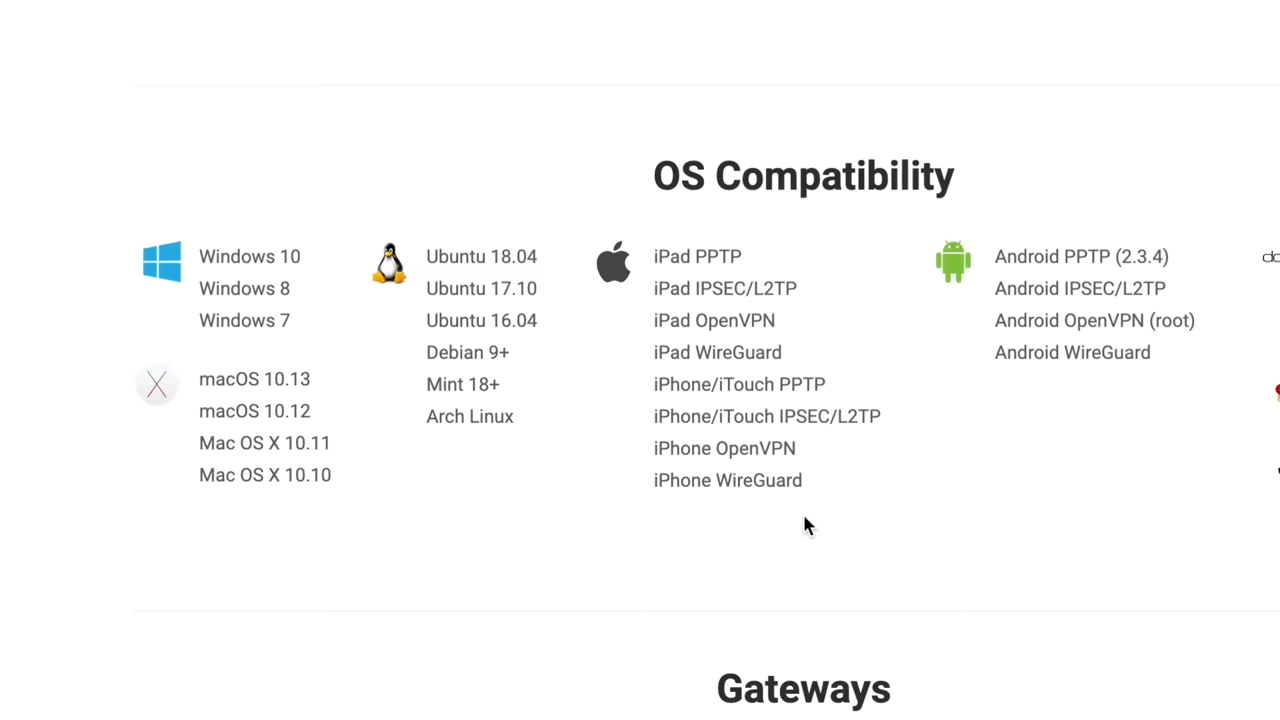 OS Compatibility
Windows 10
Windows 8
Windows 7
macOS 10.13
macOS 10.12
Mac OS X 10.11
Mac OS X 10.10
Ubuntu 18.04
Ubuntu 17.10
Ubuntu 16.04
Debian 9+
Mint 18+
Arch Linux
iPad PPTP
iPad IPSEC/L2TP
iPad OpenVPN
iPad WireGuard
iPhone/iTouch PPTP
iPhone/iTouch IPSEC/L2TP
iPhone OpenVPN
iPhone WireGuard
Android PPTP (2.3.4)
Android IPSEC/L2TP
Android OpenVPN (root)
Android WireGuard
Gateways